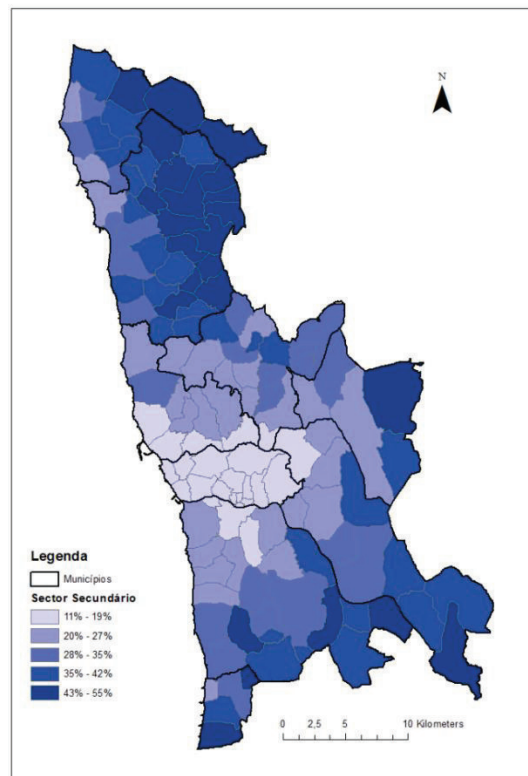 N
Legenda
Municípios
Sector Secundário
11% - 19%
20% - 27%
28% - 35%
35% - 42%
43% - 55%
0 2,5 5 10 Kilometers